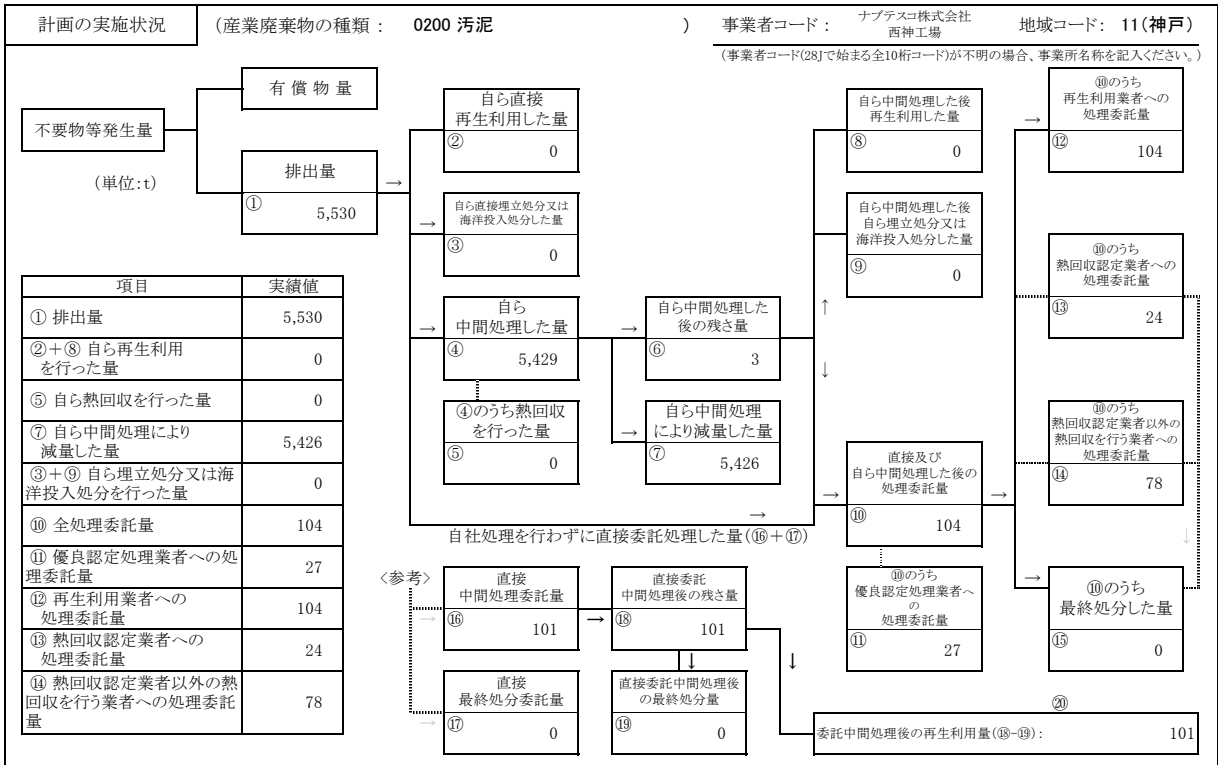 計画の実施状況
(産業廃棄物の種類： 0200 汚泥 )
事業者コード： ナブテスコ株式会社
西神工場
地域コード： 11(神戸)
(事業者コード(28Jで始まる全10桁コード)が不明の場合、事業所名称を記入ください。)
不要物等発生量
(単位:t)
有償物量
排出量
① 5,530
→
自ら直接
再生利用した量
② 0
→
自ら直接埋立処分又は
海洋投入処分した量
③ 0
→
自ら
中間処理した量
④ 5,429
④のうち熱回収
を行った量
⑤ 0
→
自ら中間処理した
後の残さ量
⑥ 3
→
自ら中間処理
により減量した量
⑦ 5,426
自ら中間処理した後
再生利用した量
⑧ 0
自ら中間処理した後
自ら埋立処分又は
海洋投入処分した量
⑨ 0
↑
↓
→
直接及び
自ら中間処理した後の
処理委託量
⑩ 104
→
⑩のうち
優良認定処理業者へ
の
処理委託量
⑪ 27
→
⑩のうち
再生利用業者への
処理委託量
⑫ 104
⑩のうち
熱回収認定業者への
処理委託量
⑬ 24
⑩のうち
熱回収認定業者以外の
熱回収を行う業者への
処理委託量
⑭ 78
↓
→
⑩のうち
最終処分した量
⑮ 0
項目 実績値
① 排出量 5,530
②＋⑧ 自ら再生利用
を行った量 0
⑤ 自ら熱回収を行った量 0
⑦ 自ら中間処理により
減量した量 5,426
③＋⑨ 自ら埋立処分又は海
洋投入処分を行った量 0
⑩ 全処理委託量 104
⑪ 優良認定処理業者への処
理委託量 27
⑫ 再生利用業者への
処理委託量 104
⑬ 熱回収認定業者への
処理委託量 24
⑭ 熱回収認定業者以外の熱
回収を行う業者への処理委託
量 78
→
自社処理を行わずに直接委託処理した量(⑯＋⑰)
〈参考〉
→
直接
中間処理委託量
⑯ 101
→
直接委託
中間処理後の残さ量
⑱ 101
↓
↓
→
直接
最終処分委託量
⑰ 0
直接委託中間処理後
の最終処分量
⑲ 0
⑳
委託中間処理後の再生利用量(⑱-⑲)： 101